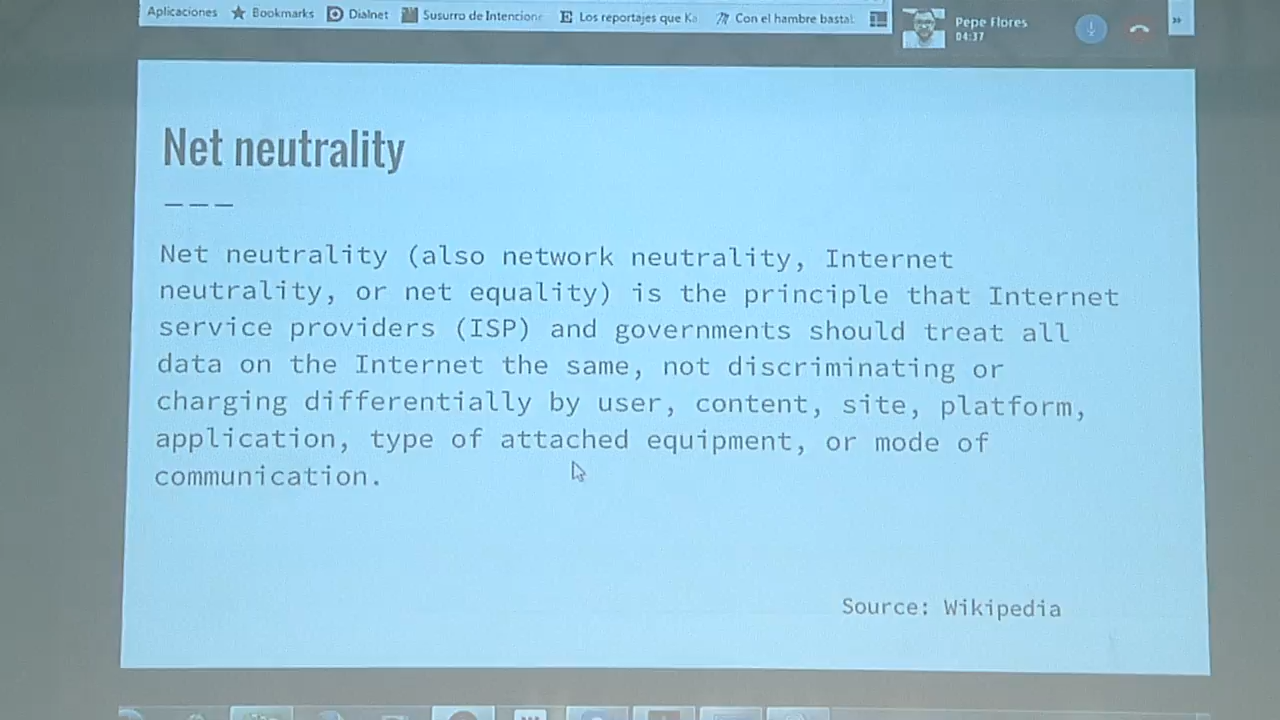 Aplicaciones Bookmarks Dialnet Susurro de Intencione Los reportajes que Ka Con el hambre bastab
Pepe Flores
04:37
Net neutrality
Net neutrality (also network neutrality, Internet
neutrality, or net equality) is the principle that Internet
service providers (ISP) and governments should treat all
data on the Internet the same, not discriminating or
charging differentially by user, content, site, platform,
application, type of attached equipment, or mode of
communication.
Source: Wikipedia